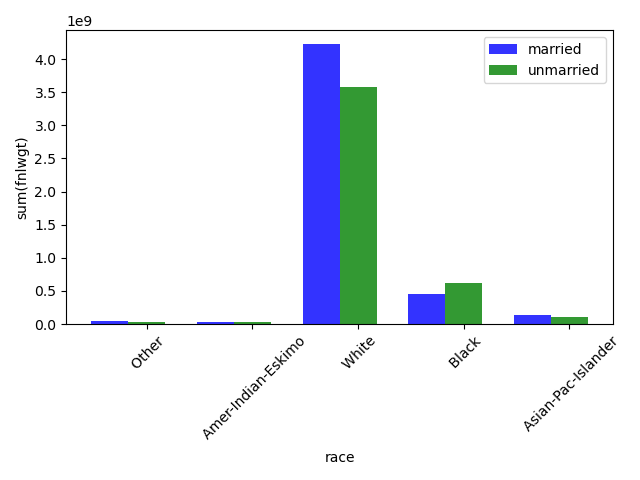 1e9
married
unmarried
4.0
3.5
3.0
2.5
2.0
1.5
1.0
0.5
0.0
sum(fnlwgt)
Other
Amer-Indian-Eskimo
White
Black
Asian-Pac-Islander
race